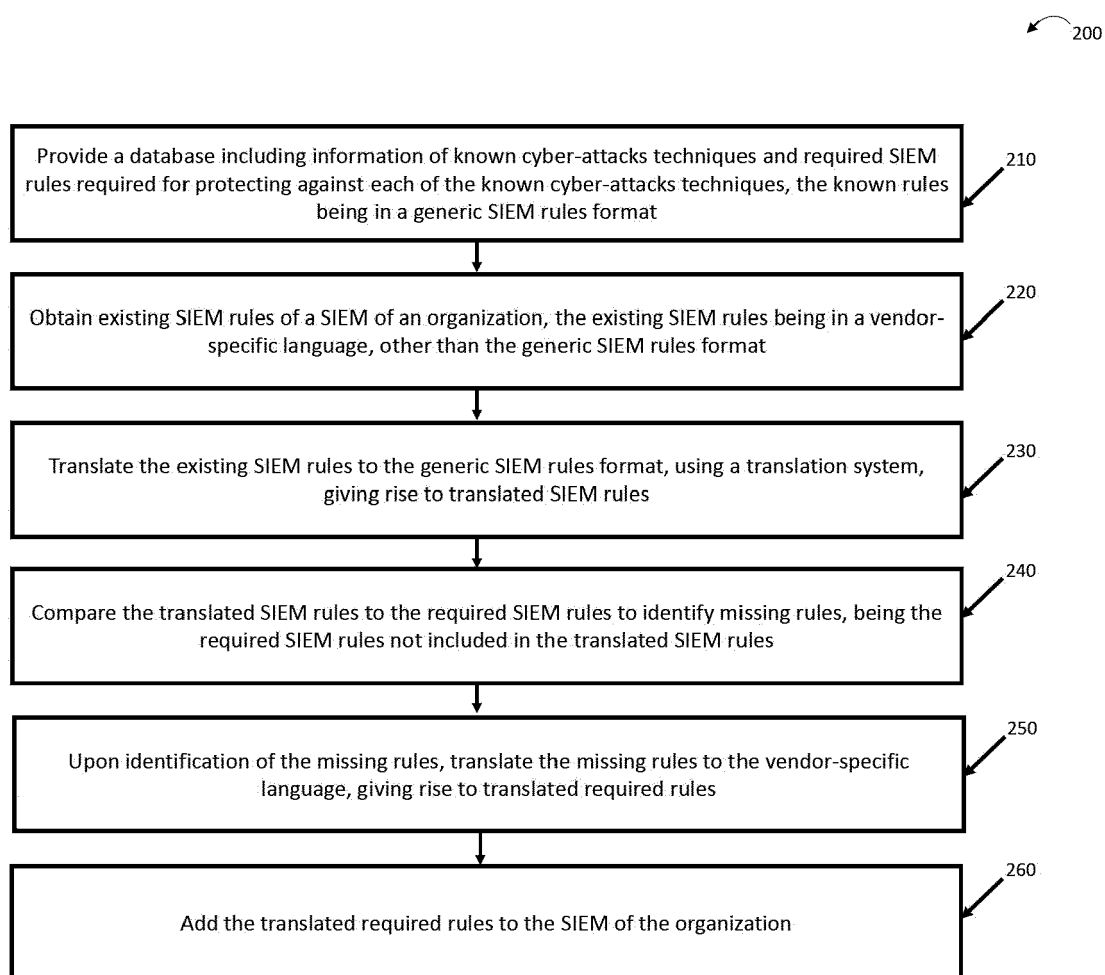 200
Provide a database including information of known cyber-attacks techniques and required SIEM
rules required for protecting against each of the known cyber-attacks techniques, the known rules
being in a generic SIEM rules format
210
Obtain existing SIEM rules of a SIEM of an organization, the existing SIEM rules being in a vendor-
specific language, other than the generic SIEM rules format
220
Translate the existing SIEM rules to the generic SIEM rules format, using a translation system,
giving rise to translated SIEM rules
230
Compare the translated SIEM rules to the required SIEM rules to identify missing rules, being the
required SIEM rules not included in the translated SIEM rules
240
Upon identification of the missing rules, translate the missing rules to the vendor-specific
language, giving rise to translated required rules
250
Add the translated required rules to the SIEM of the organization
260